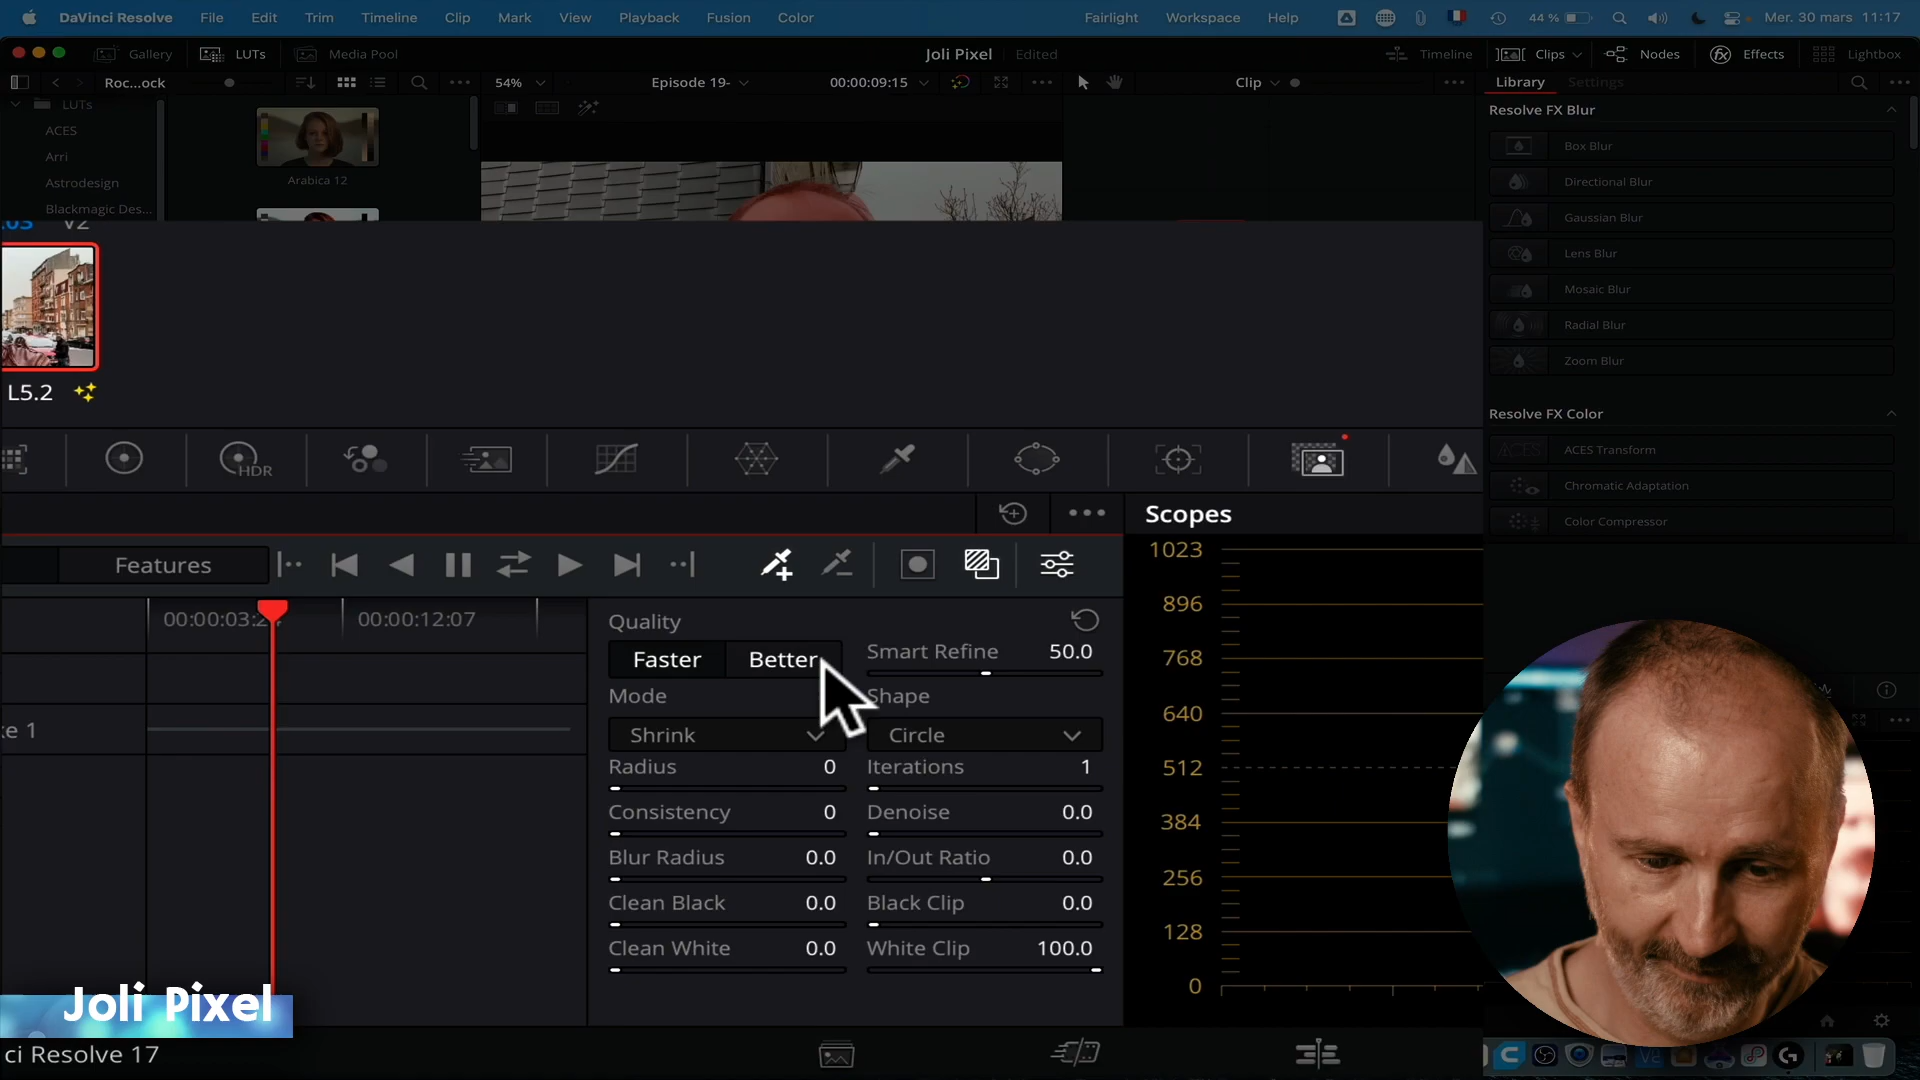 DaVinci Resolve File Edit Trim Timeline Clip Mark View Playback Fusion Color Fairlight Workspace Help 44 % Mer. 30 mars 11:17
Gallery LUTs Media Pool Joli Pixel Edited Timeline Clips Nodes Effects Lightbox
Roc...ock 54% Episode 19- 00:00:09:15 Clip Library Settings
LUTs
ACES
Arri
Astrodesign
Blackmagic Des...
Arabica 12
Resolve FX Blur
Box Blur
Directional Blur
Gaussian Blur
Lens Blur
Mosaic Blur
Radial Blur
Zoom Blur
Resolve FX Color
ACES Transform
Chromatic Adaptation
Color Compressor
V2
L5.2
HDR
Scopes
Features
00:00:12:07
ke 1
Quality
Faster Better
Smart Refine 50.0
Mode Shape
Shrink Circle
Radius 0 Iterations 1
Consistency 0 Denoise 0.0
Blur Radius 0.0 In/Out Ratio 0.0
Clean Black 0.0 Black Clip 0.0
Clean White 0.0 White Clip 100.0
1023
896
768
640
512
384
256
128
0
Joli Pixel
ci Resolve 17